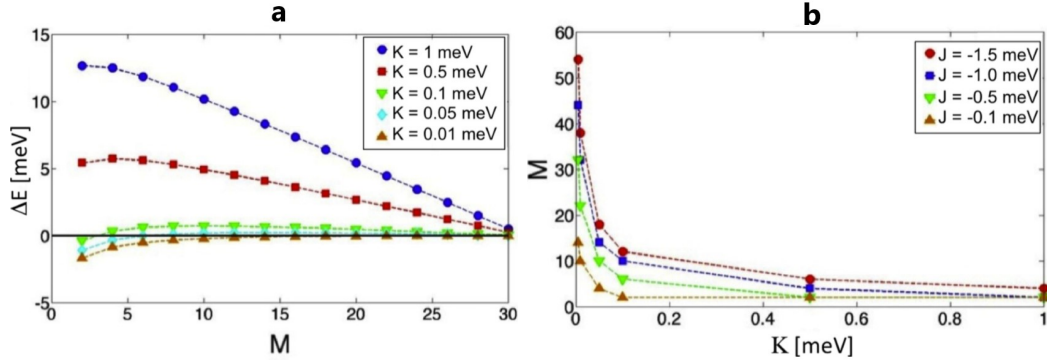 a
15
10
5
0
-5
0
5
10
15
20
25
30
ΔE [meV]
M
K = 1 meV
K = 0.5 meV
K = 0.1 meV
K = 0.05 meV
K = 0.01 meV
b
60
50
40
30
20
10
0
0
0.2
0.4
0.6
0.8
1
M
K [meV]
J = -1.5 meV
J = -1.0 meV
J = -0.5 meV
J = -0.1 meV